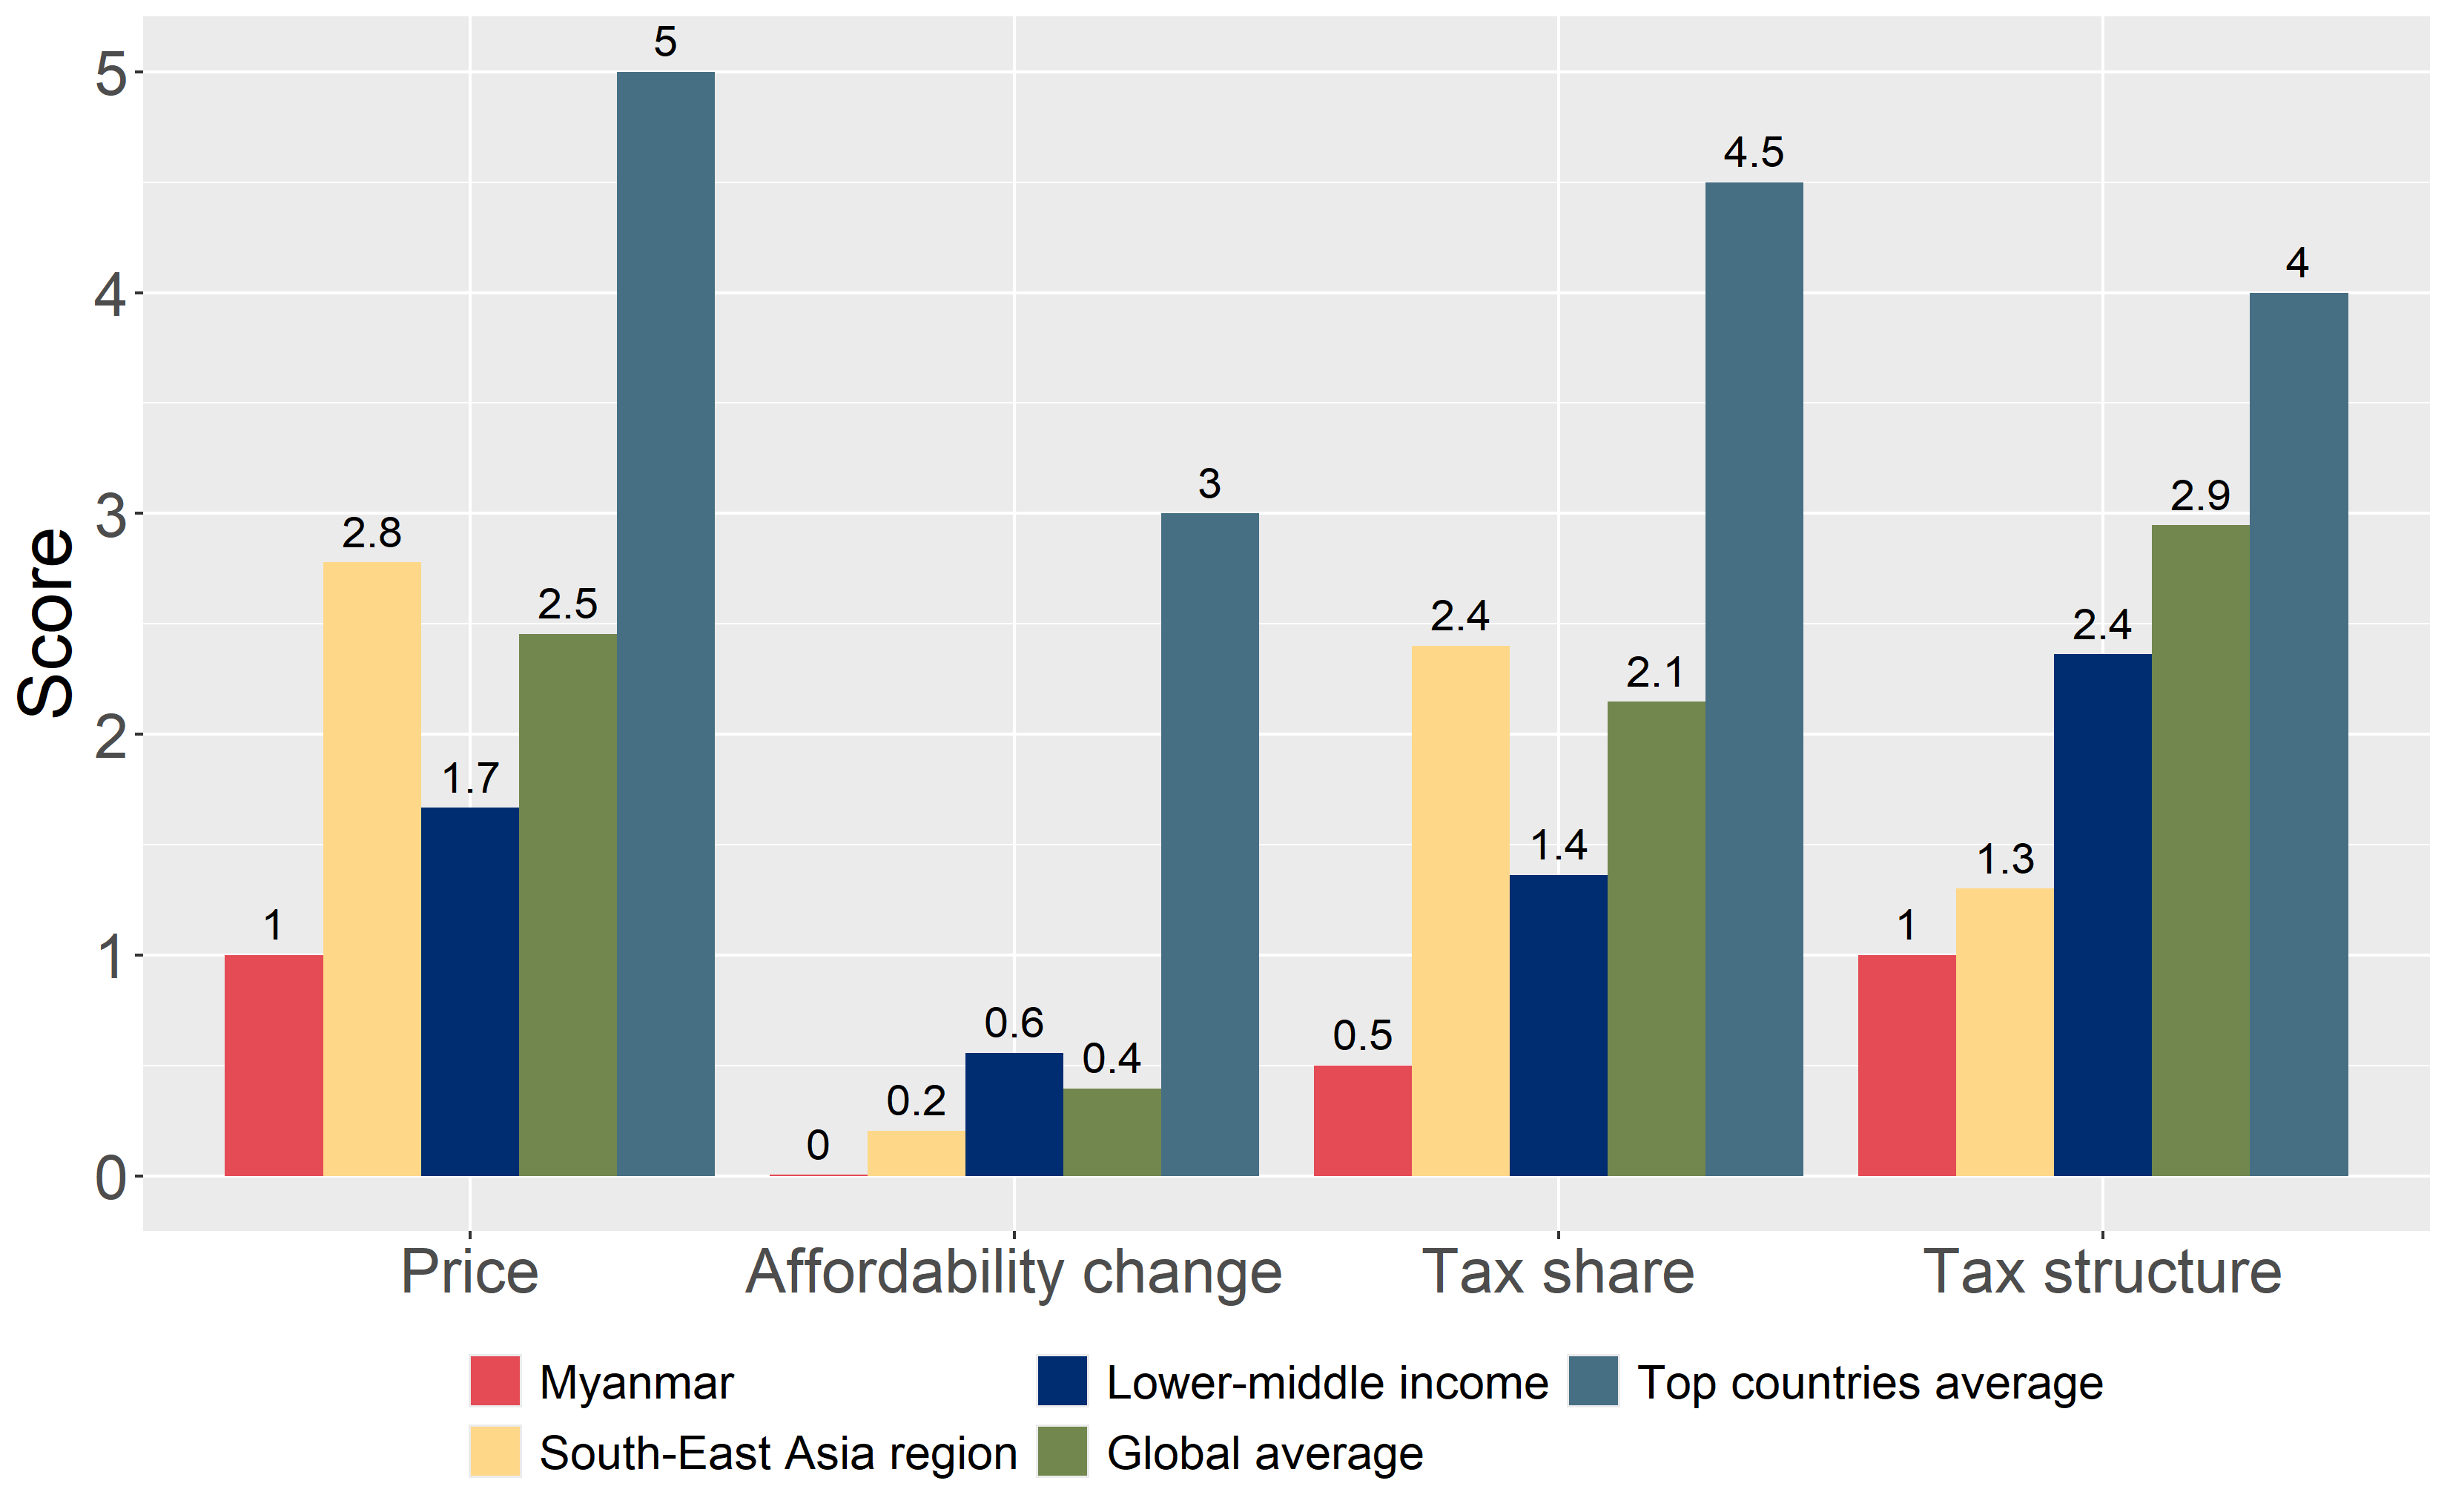 Score
5
4
3
2
1
0
1
2.8
1.7
2.5
5
0
0.2
0.6
0.4
3
0.5
2.4
1.4
2.1
4.5
1
1.3
2.4
2.9
4
Price
Affordability change
Tax share
Tax structure
Myanmar
South-East Asia region
Lower-middle income
Global average
Top countries average